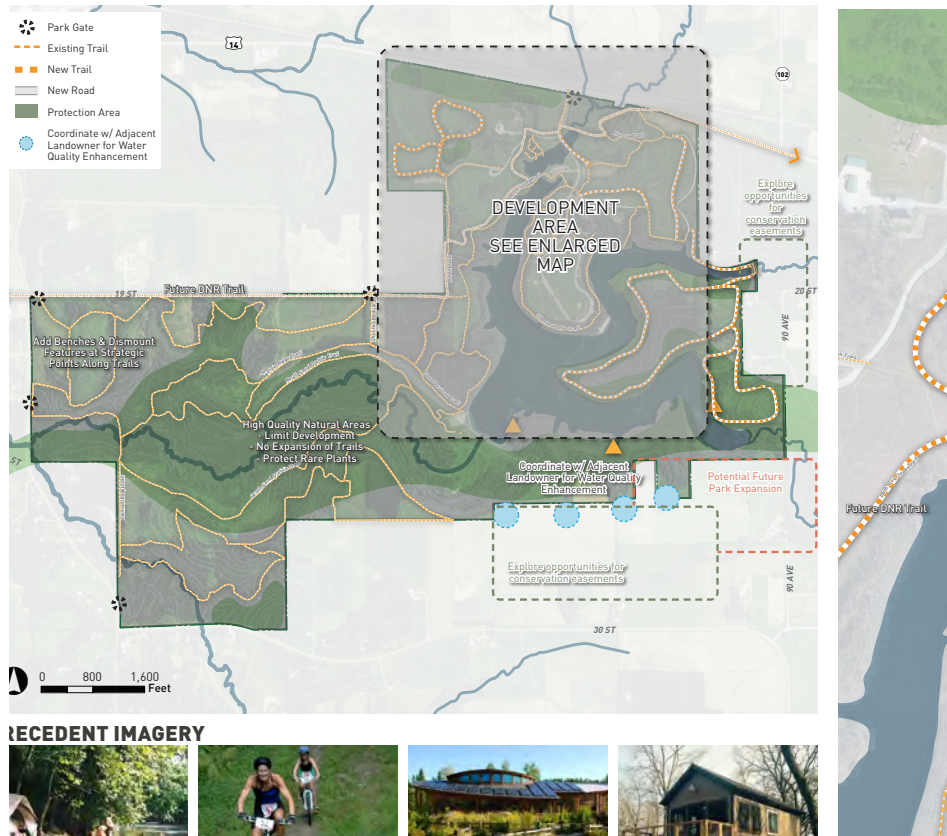 Park Gate
Existing Trail
New Trail
New Road
Protection Area
Coordinate w/ Adjacent
Landowner for Water
Quality Enhancement
14
102
DEVELOPMENT
AREA
SEE ENLARGED
MAP
Explore
opportunities
for
conservation
easements
19 ST
Future DNR Trail
20 ST
90 AVE
Add Benches & Dismount
Features at Strategic
Points Along Trails
High Quality Natural Areas
- Limit Development
- No Expansion of Trails
- Protect Rare Plants
ST
Coordinate w/ Adjacent
Landowner for Water Quality
Enhancement
Potential Future
Park Expansion
Explore opportunities for
conservation easements
90 AVE
30 ST
0 800 1,600
Feet
Future DNR Trail
RECEDENT IMAGERY